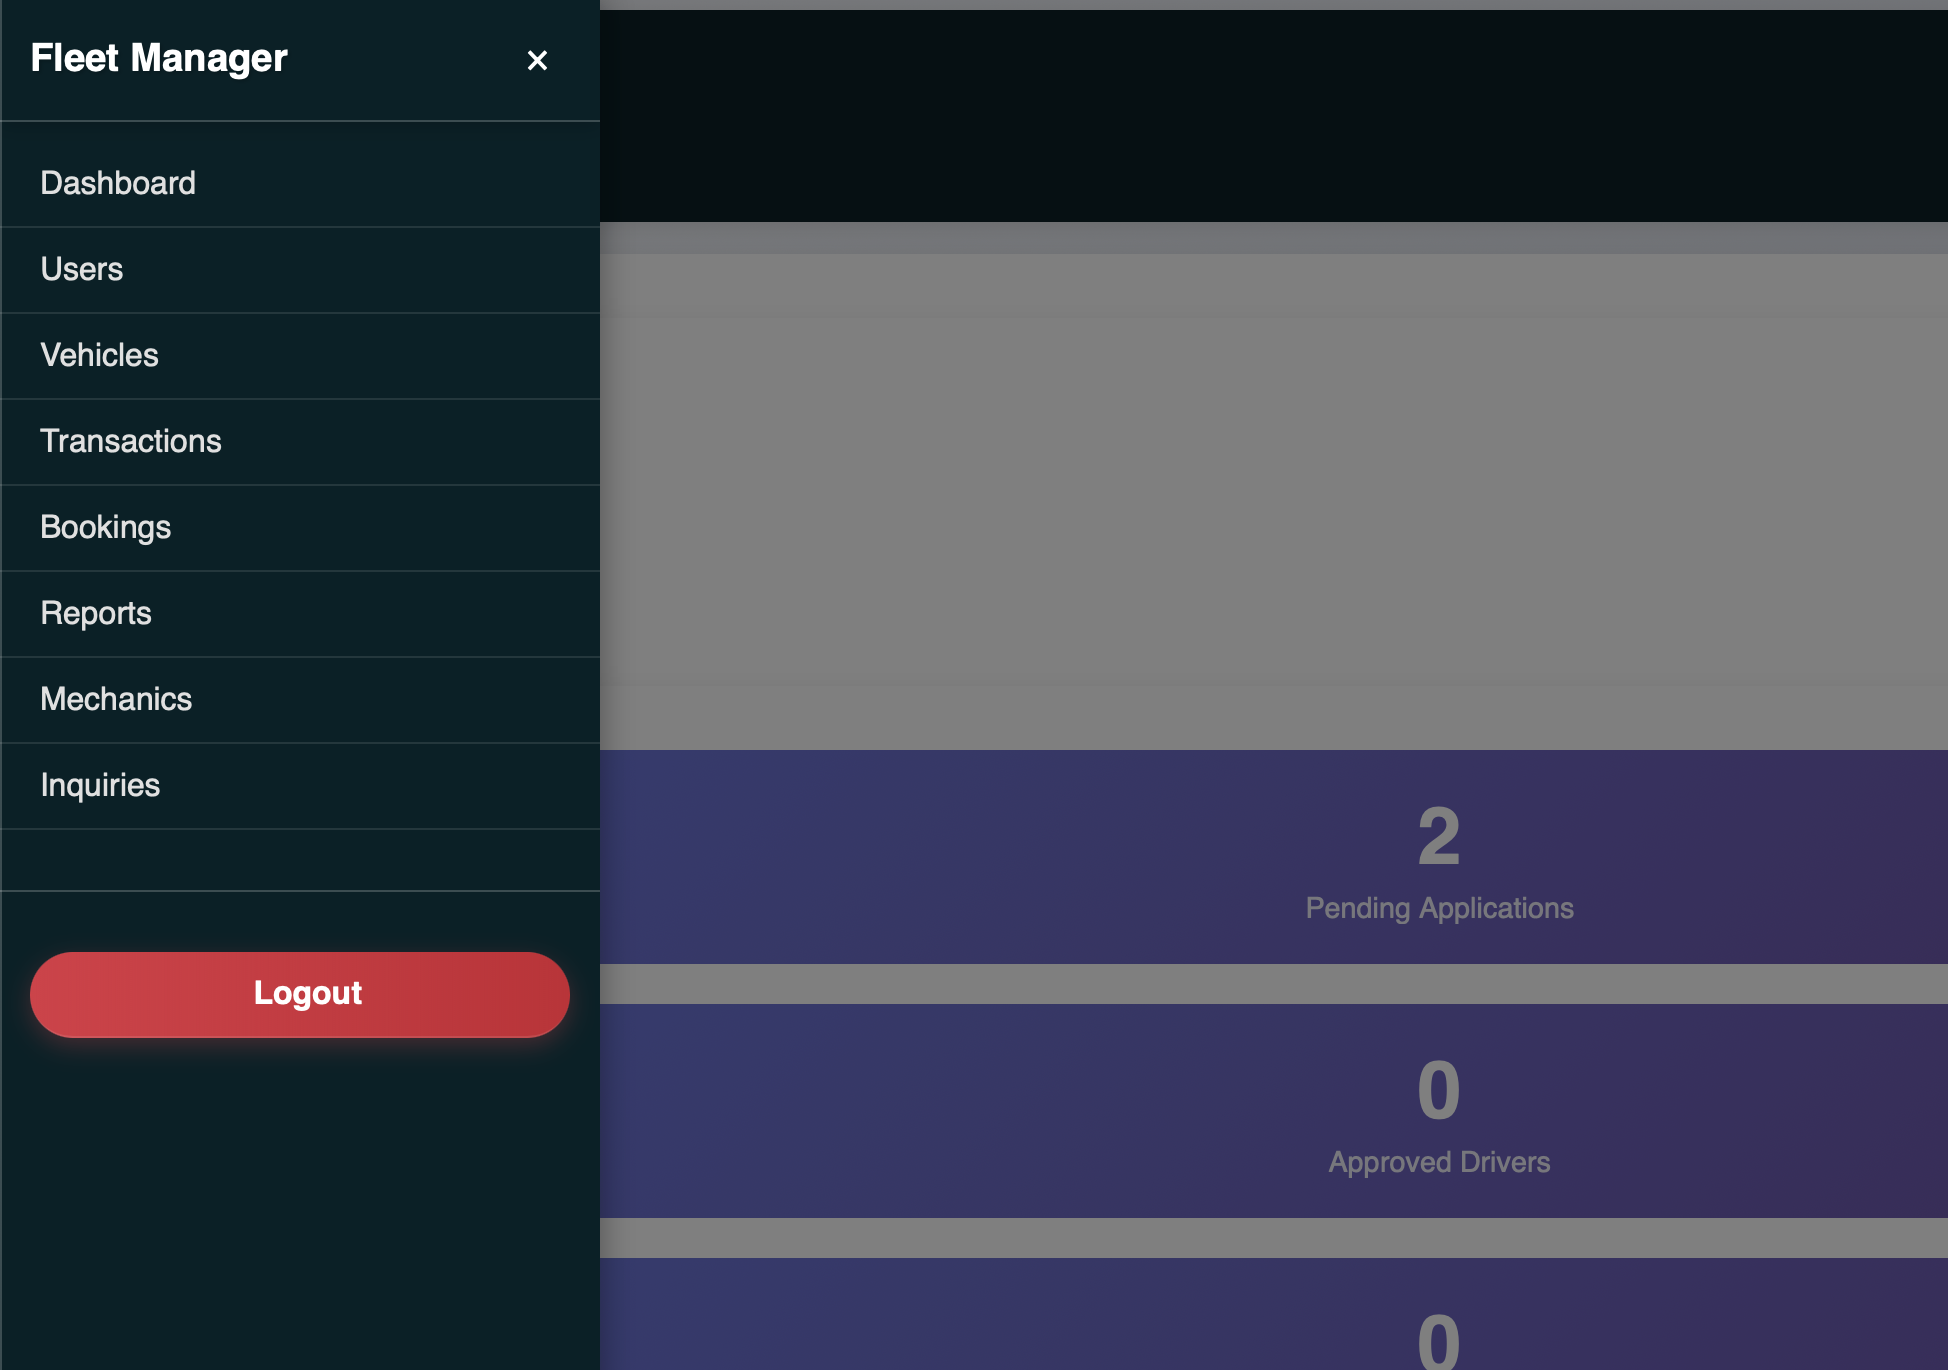 Fleet Manager ×
Dashboard
Users
Vehicles
Transactions
Bookings
Reports
Mechanics
Inquiries
Logout
2
Pending Applications
0
Approved Drivers
0